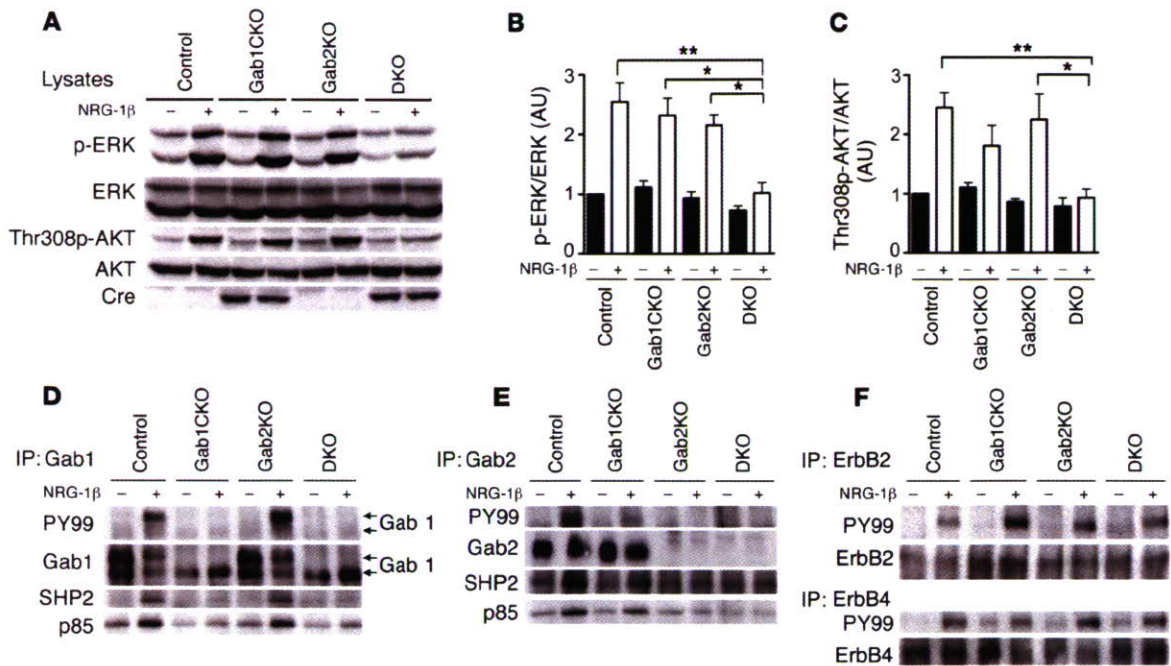 A
Control
Gab1CKO
Gab2KO
DKO
Lysates
NRG-1β − + − + − + − +
p-ERK
ERK
Thr308p-AKT
AKT
Cre
B
** 
*
*
p-ERK/ERK (AU)
3
2
1
0
NRG-1β − + − + − + − +
Control
Gab1CKO
Gab2KO
DKO
C
**
*
Thr308p-AKT/AKT
(AU)
3
2
1
0
NRG-1β − + − + − + − +
Control
Gab1CKO
Gab2KO
DKO
D
Control
Gab1CKO
Gab2KO
DKO
IP: Gab1
NRG-1β − + − + − + − +
PY99
Gab 1
Gab1
Gab 1
SHP2
p85
E
Control
Gab1CKO
Gab2KO
DKO
IP: Gab2
NRG-1β − + − + − + − +
PY99
Gab2
SHP2
p85
F
Control
Gab1CKO
Gab2KO
DKO
IP: ErbB2
NRG-1β − + − + − + − +
PY99
ErbB2
IP: ErbB4
PY99
ErbB4